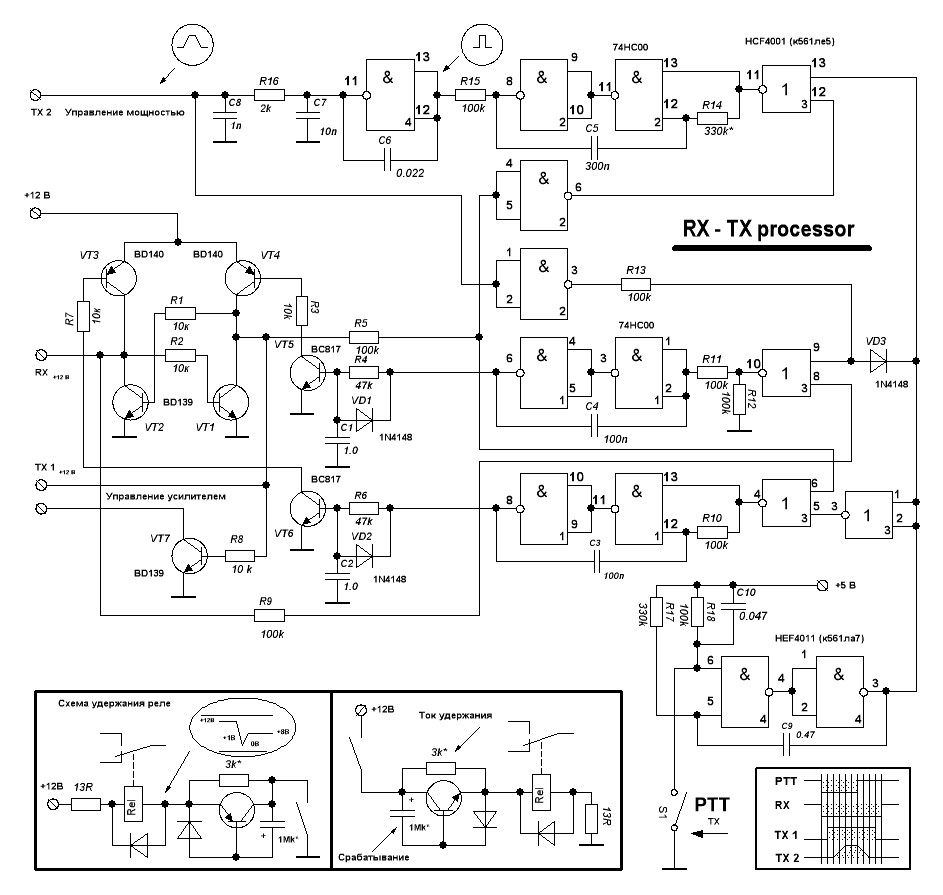 HCF4001 (к561ле5)
74HC00
13
11
&
R16
2k
C8
1n
C7
10n
12
4
C6
0.022
R15
100k
8
&
9
10
2
11
&
13
12
2
R14
330k*
11
1
13
12
3
C5
300n
TX 2
Управление мощностью
+12 В
4
5
&
6
2
RX - TX processor
1
2
&
3
2
R13
100k
VT3
BD140
BD140
VT4
R7
10к
R1
10к
R2
10к
R3
10k
R5
100k
VT5
BC817
R4
47k
VD1
1N4148
C1
1.0
74HC00
6
&
4
5
1
3
&
1
2
1
R11
100k
R12
100k
10
1
9
8
3
VD3
1N4148
C4
100n
RX +12 В
BD139
VT2
VT1
TX 1 +12 В
Управление усилителем
BC817
VT6
R6
47k
VD2
1N4148
C2
1.0
8
&
10
9
1
11
&
13
12
1
R10
100k
4
1
6
5
3
3
1
1
2
3
C3
100n
VT7
BD139
R8
10 k
R9
100k
+5 В
R17
330k
R18
100k
C10
0.047
HEF4011 (к561ла7)
6
5
&
4
4
1
2
&
3
4
C9
0.47
S1
PTT
TX
Схема удержания реле
+12В
+1В
0В
+8В
3k*
+12В
13R
Rel
+
1Mk*
+12В
Ток удержания
3k*
+
1Mk*
Срабатывание
Rel
13R
PTT
RX
TX 1
TX 2